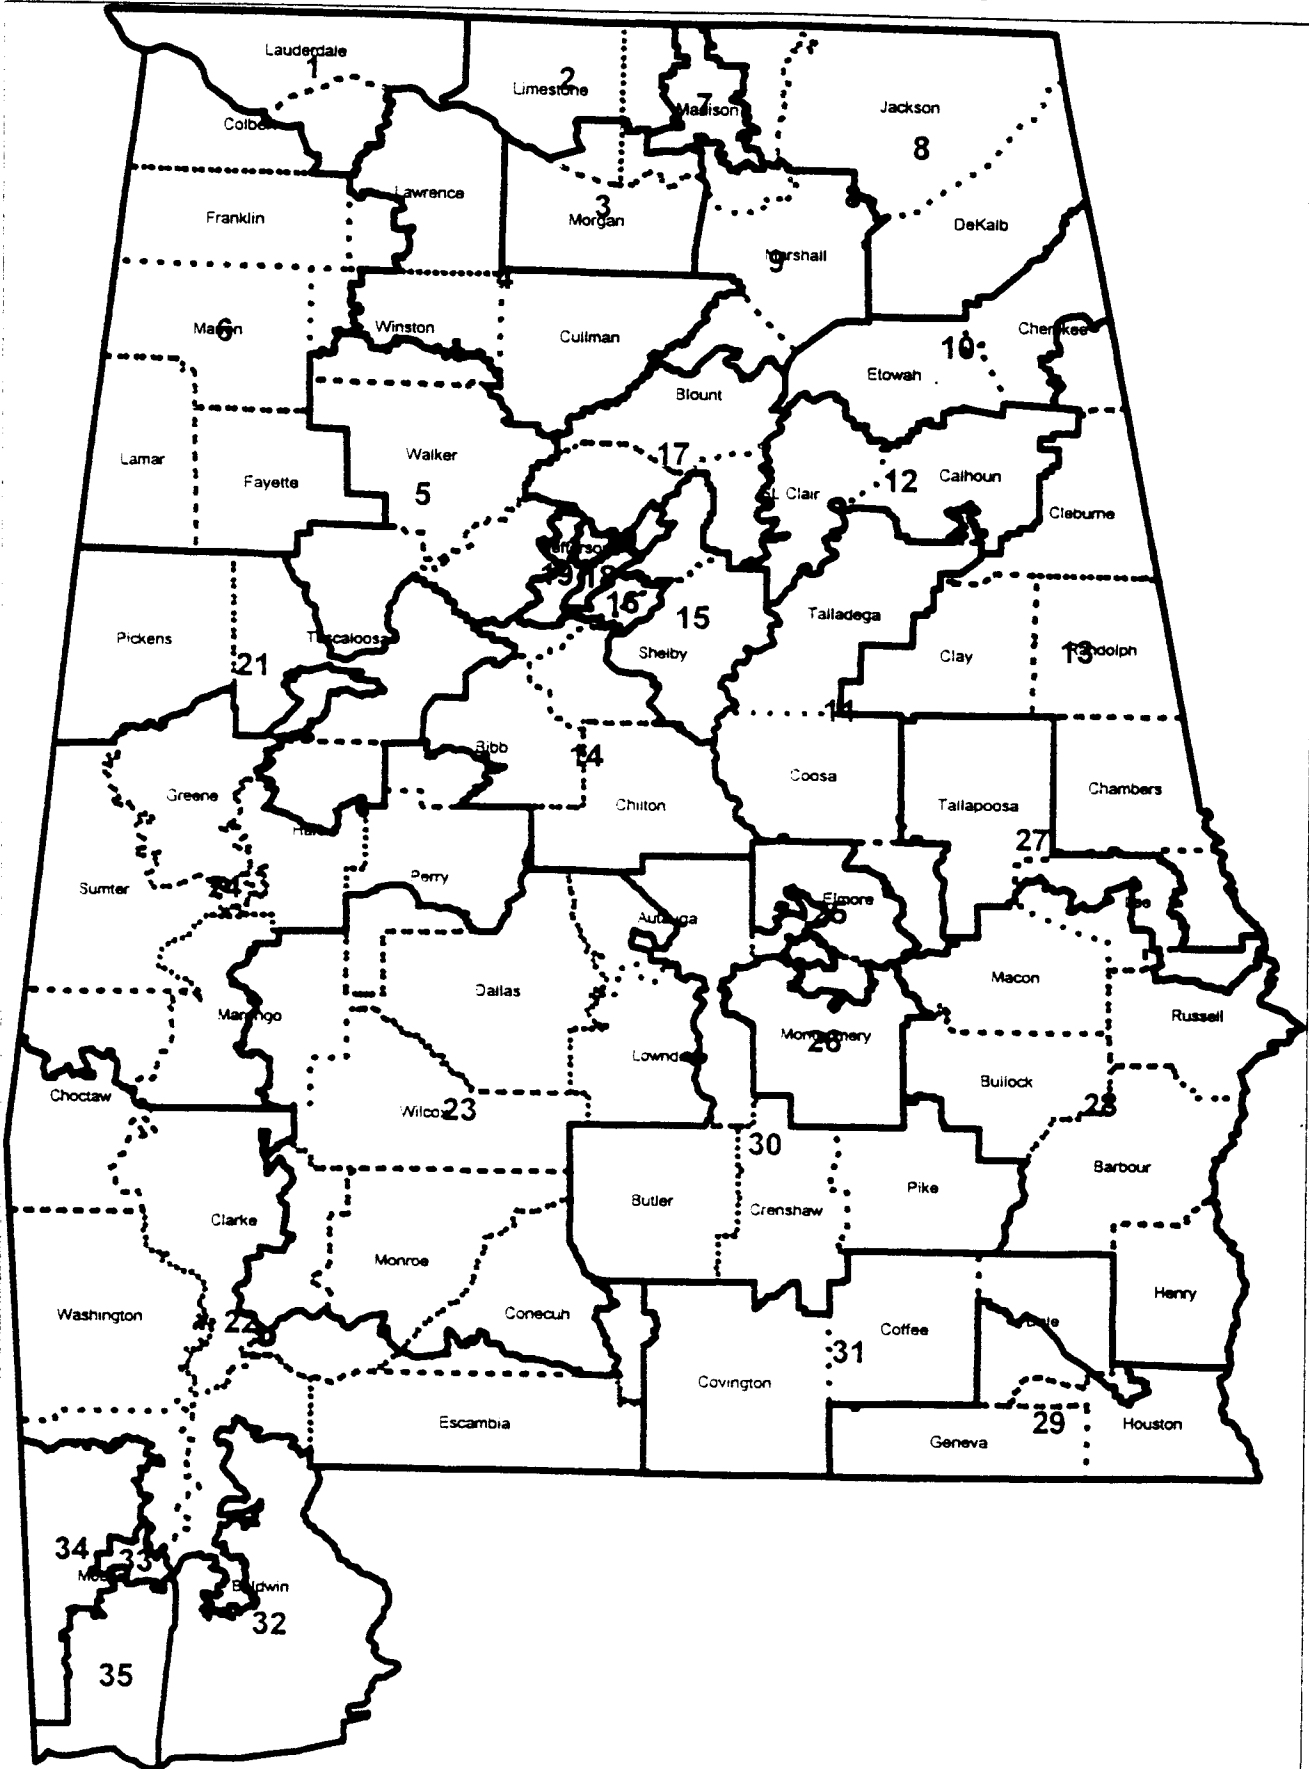 Lauderdale
1
Limestone
2
Madison
7
Jackson
8
Colbert
Lawrence
Franklin
3
Morgan
DeKalb
Marshall
9
4
Marion
6
Winston
Cullman
Cherokee
10
Etowah
Blount
Lamar
Walker
17
Fayette
5
St. Clair
12
Calhoun
Cleburne
Jefferson
19
18
16
15
Talladega
Pickens
Tuscaloosa
21
Shelby
Clay
13
Randolph
11
Bibb
14
Coosa
Greene
Chilton
Tallapoosa
Chambers
Hale
27
Sumter
24
Perry
Elmore
25
Lee
Autauga
Dallas
Macon
Marengo
Russell
Montgomery
26
Lowndes
Choctaw
Bullock
28
Wilcox
23
30
Barbour
Butler
Crenshaw
Pike
Clarke
Monroe
Washington
22
Conecuh
Henry
Coffee
Dale
31
Covington
Escambia
29
Houston
Geneva
34
33
Mobile
Baldwin
32
35